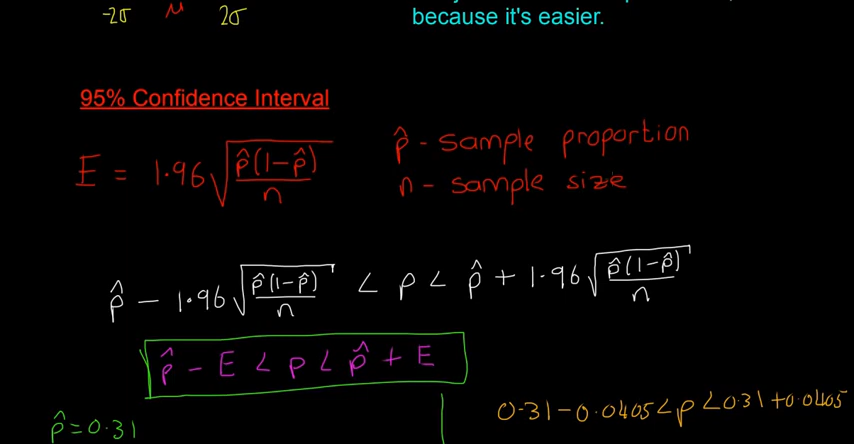 because it's easier.
-2σ μ 2σ
95% Confidence Interval
E = 1.96√(p̂(1-p̂)/n)
p̂ - sample proportion
n - sample size
p̂ - 1.96√(p̂(1-p̂)/n) < p < p̂ + 1.96√(p̂(1-p̂)/n)
p̂ - E < p < p̂ + E
0.31-0.0405<p<0.31+0.0405
p̂ = 0.31